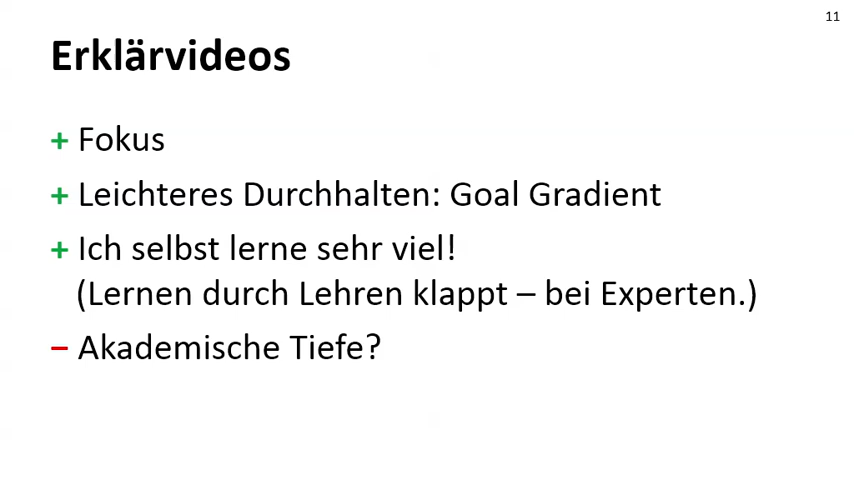 11
Erklärvideos
+ Fokus
+ Leichteres Durchhalten: Goal Gradient
+ Ich selbst lerne sehr viel!
(Lernen durch Lehren klappt – bei Experten.)
– Akademische Tiefe?